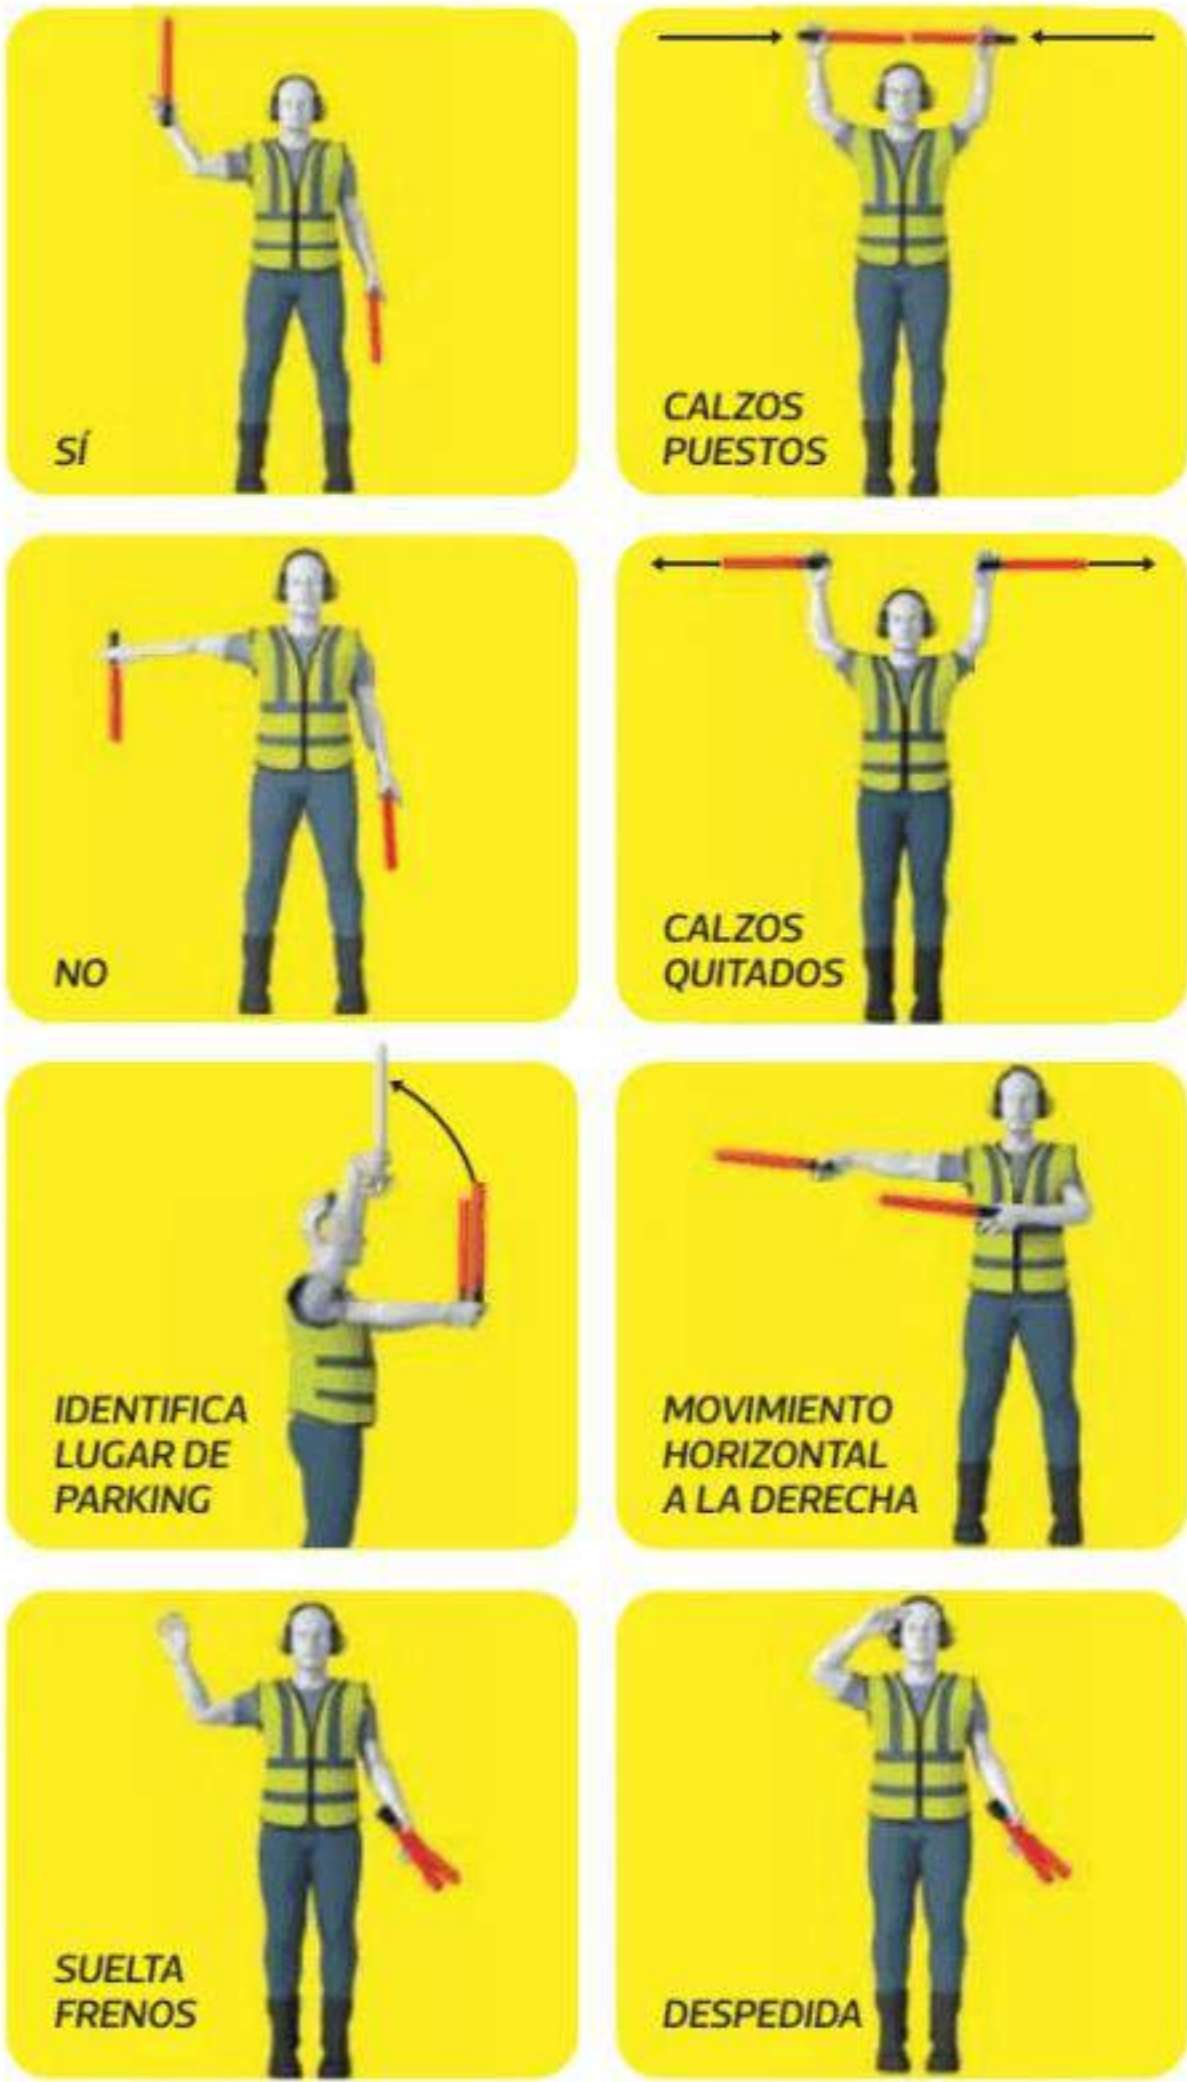 SÍ
CALZOS
PUESTOS
NO
CALZOS
QUITADOS
IDENTIFICA
LUGAR DE
PARKING
MOVIMIENTO
HORIZONTAL
A LA DERECHA
SUELTA
FRENOS
DESPEDIDA